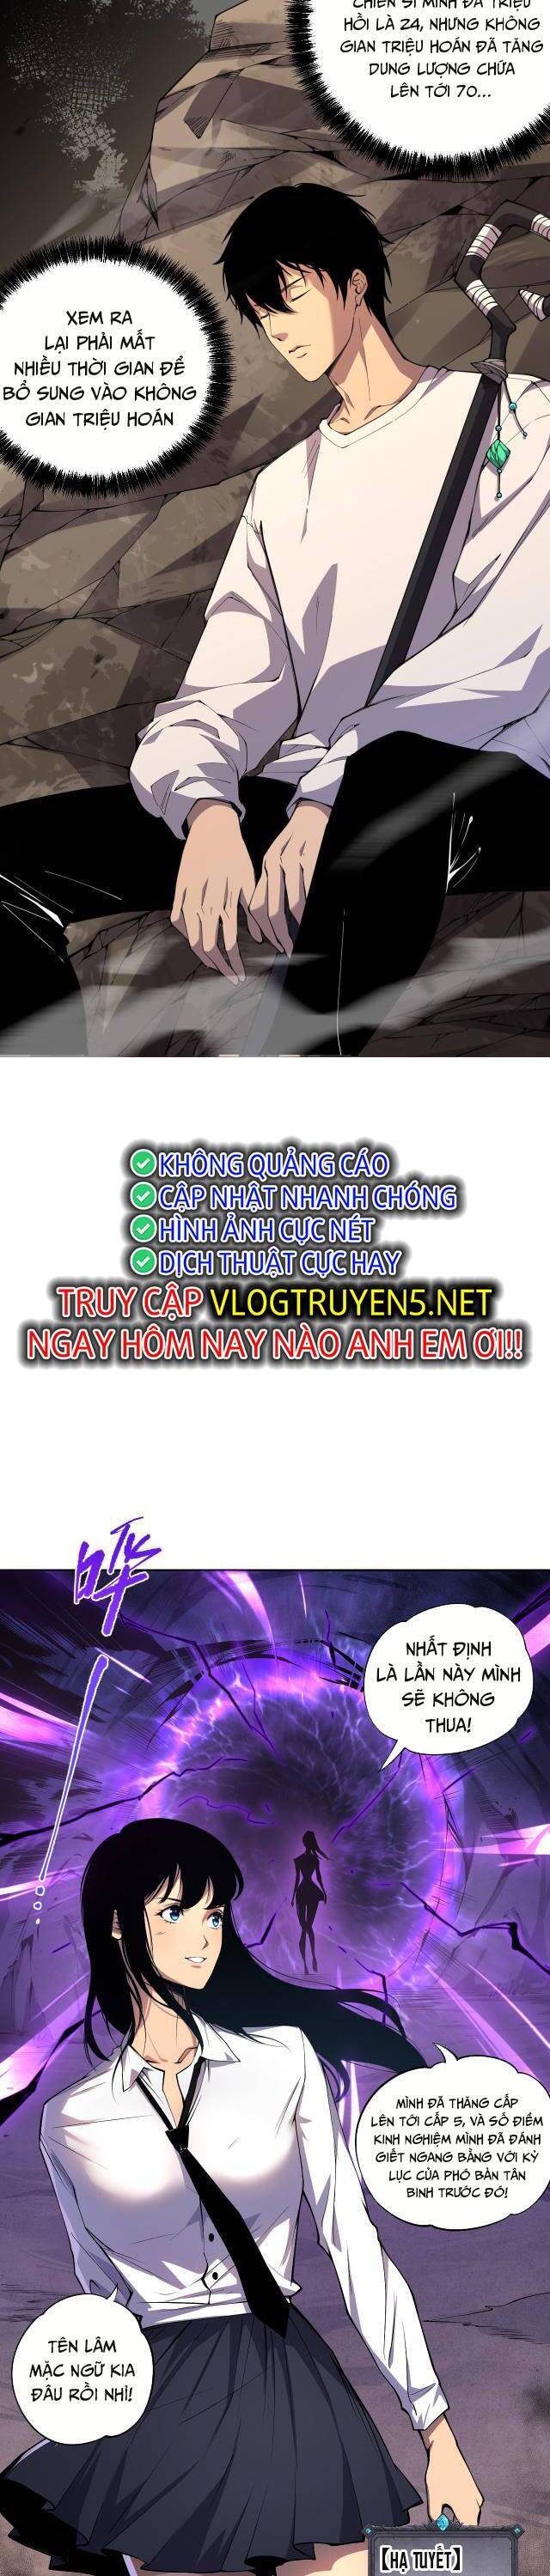 CHIẾN SĨ MÌNH ĐÃ TRIỆU
HỒI LÀ 24, NHƯNG KHÔNG
GIAN TRIỆU HOÁN ĐÃ TĂNG
DUNG LƯỢNG CHỨA
LÊN TỚI 70...
XEM RA
LẠI PHẢI MẤT
NHIỀU THỜI GIAN ĐỂ
BỔ SUNG VÀO KHÔNG
GIAN TRIỆU HOÁN
KHÔNG QUẢNG CÁO
CẬP NHẬT NHANH CHÓNG
HÌNH ẢNH CỰC NÉT
DỊCH THUẬT CỰC HAY
TRUY CẬP VLOGTRUYEN5.NET
NGAY HÔM NAY NÀO ANH EM ƠI!!
NHẤT ĐỊNH
LÀ LẦN NÀY MÌNH
SẼ KHÔNG
THUA!
MÌNH ĐÃ THĂNG CẤP
LÊN TỚI CẤP 5, VÀ SỐ ĐIỂM
KINH NGHIỆM MÌNH ĐÃ ĐÁNH
GIẾT NGANG BẰNG VỚI KỶ
LỤC CỦA PHÓ BẢN TÂN
BINH TRƯỚC ĐÓ!
TÊN LÂM
MẶC NGỮ KIA
ĐÂU RỒI NHỈ!
【HẠ TUYẾT】